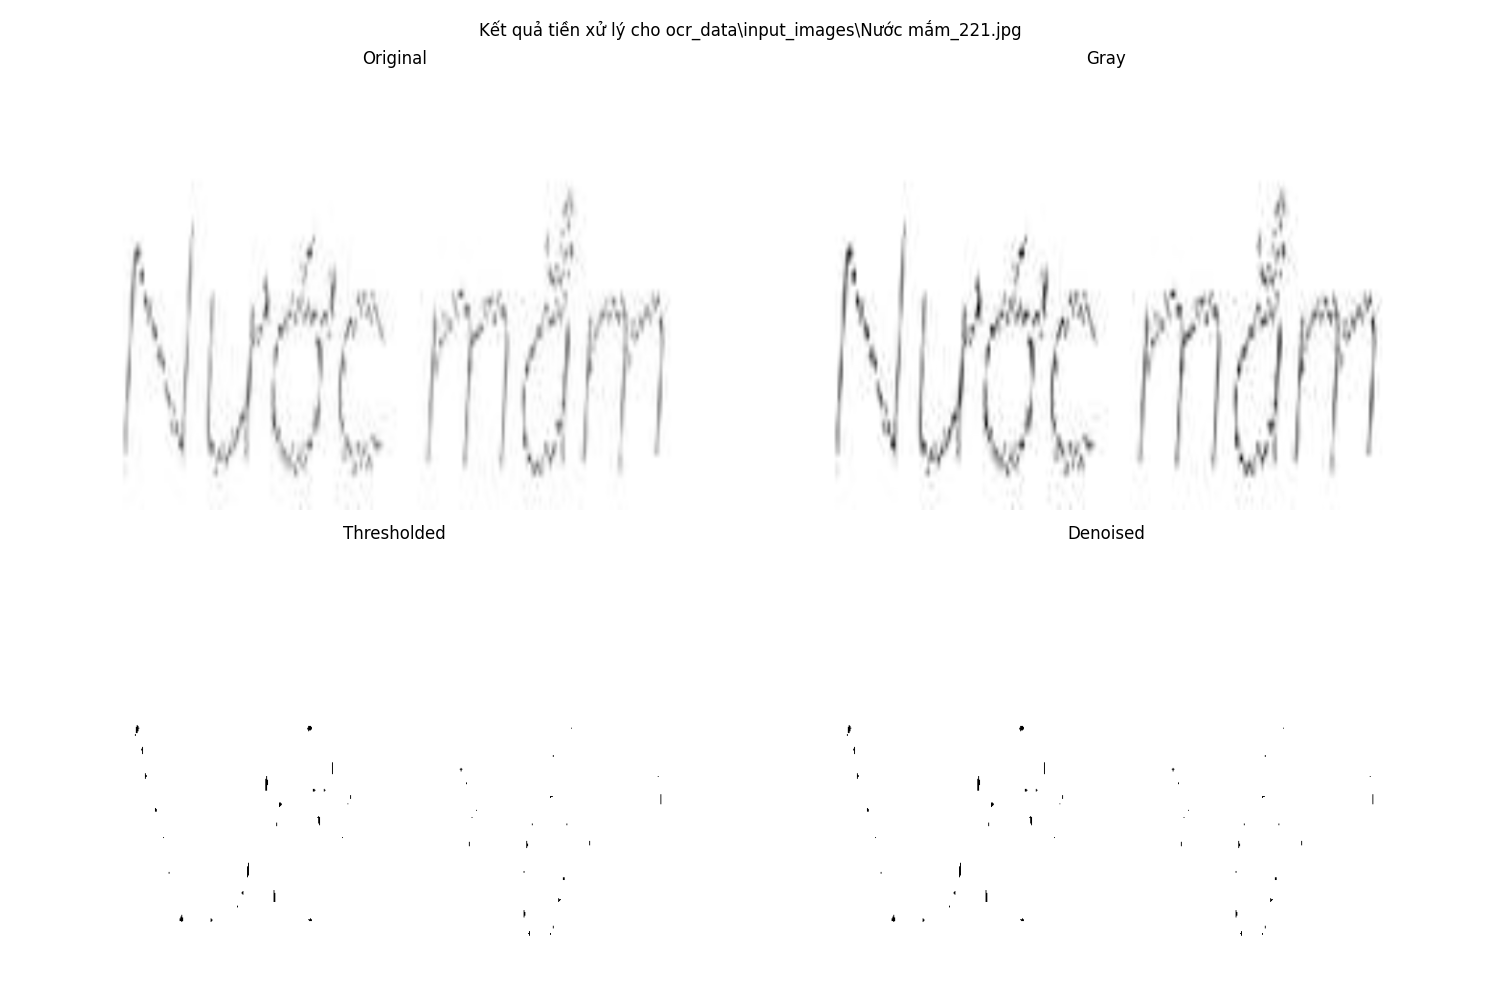 Kết quả tiền xử lý cho ocr_data\input_images\Nước mắm_221.jpg
Original
Gray
Nước mắm
Nước mắm
Thresholded
Denoised